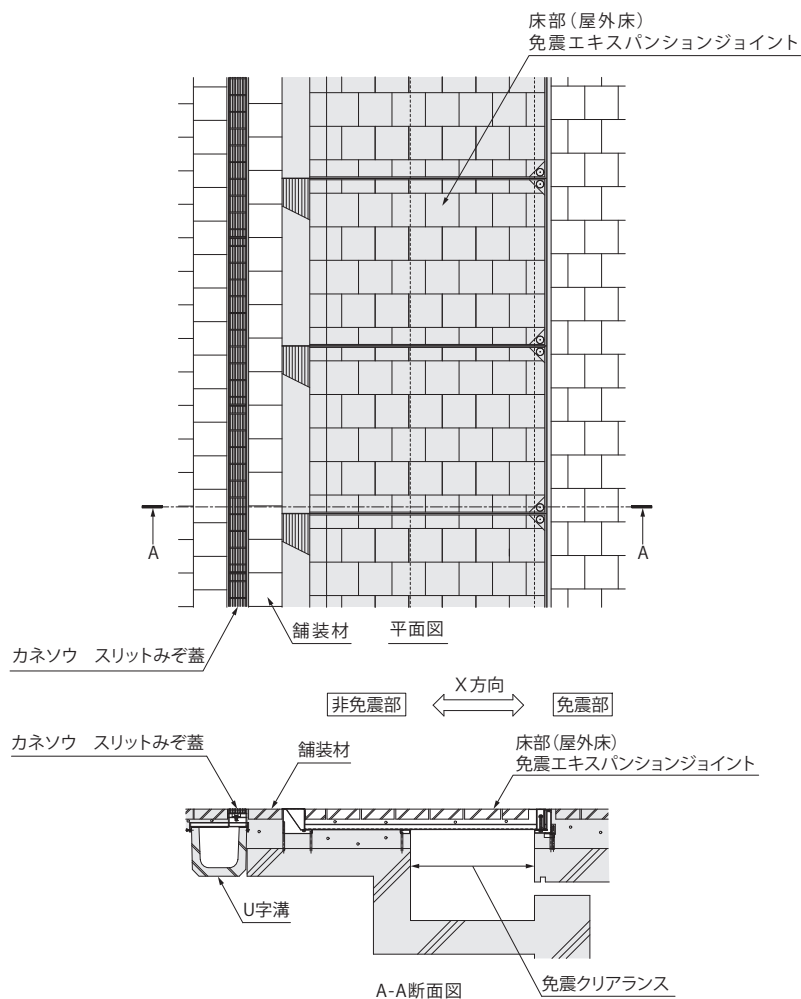 床部（屋外床）
免震エキスパンションジョイント
A
A
舗装材
平面図
カネソウ　スリットみぞ蓋
X方向
非免震部
免震部
カネソウ　スリットみぞ蓋
舗装材
床部（屋外床）
免震エキスパンションジョイント
U字溝
A-A断面図
免震クリアランス